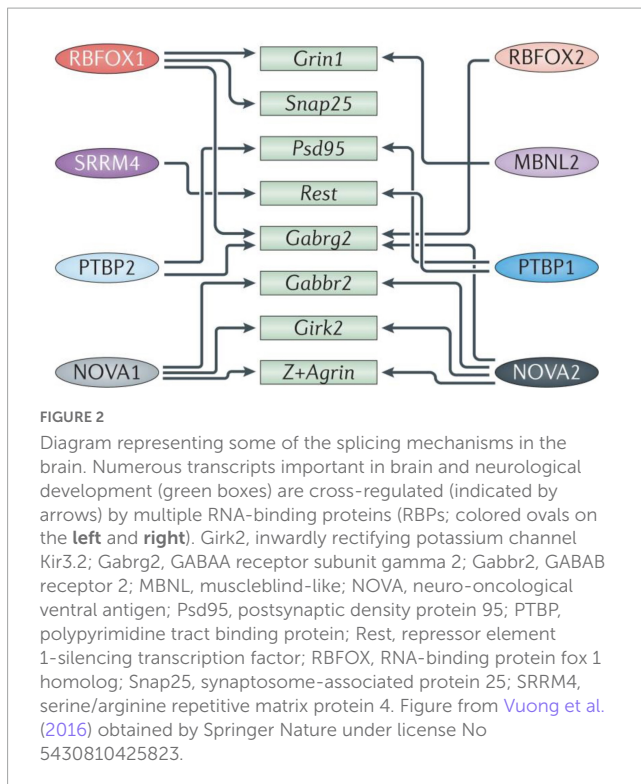 RBFOX1
Grin1
RBFOX2
Snap25
Psd95
SRRM4
MBNL2
Rest
Gabrg2
PTBP2
PTBP1
Gabbr2
Girk2
NOVA1
Z+Agrin
NOVA2
FIGURE 2
Diagram representing some of the splicing mechanisms in the
brain. Numerous transcripts important in brain and neurological
development (green boxes) are cross-regulated (indicated by
arrows) by multiple RNA-binding proteins (RBPs; colored ovals on
the left and right). Girk2, inwardly rectifying potassium channel
Kir3.2; Gabrg2, GABAA receptor subunit gamma 2; Gabbr2, GABAB
receptor 2; MBNL, muscleblind-like; NOVA, neuro-oncological
ventral antigen; Psd95, postsynaptic density protein 95; PTBP,
polypyrimidine tract binding protein; Rest, repressor element
1-silencing transcription factor; RBFOX, RNA-binding protein fox 1
homolog; Snap25, synaptosome-associated protein 25; SRRM4,
serine/arginine repetitive matrix protein 4. Figure from Vuong et al.
(2016) obtained by Springer Nature under license No
5430810425823.